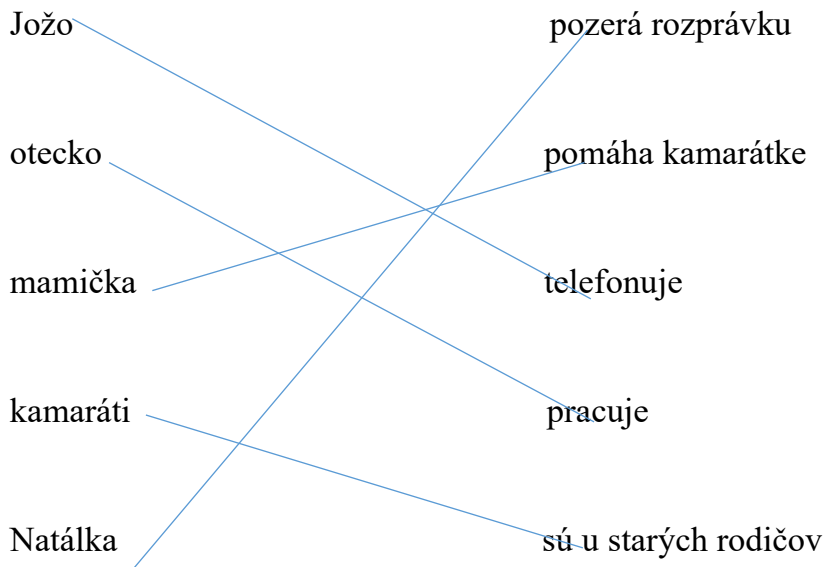 Jožo pozerá rozprávku
otecko pomáha kamarátke
mamička telefonuje
kamaráti pracuje
Natálka sú u starých rodičov